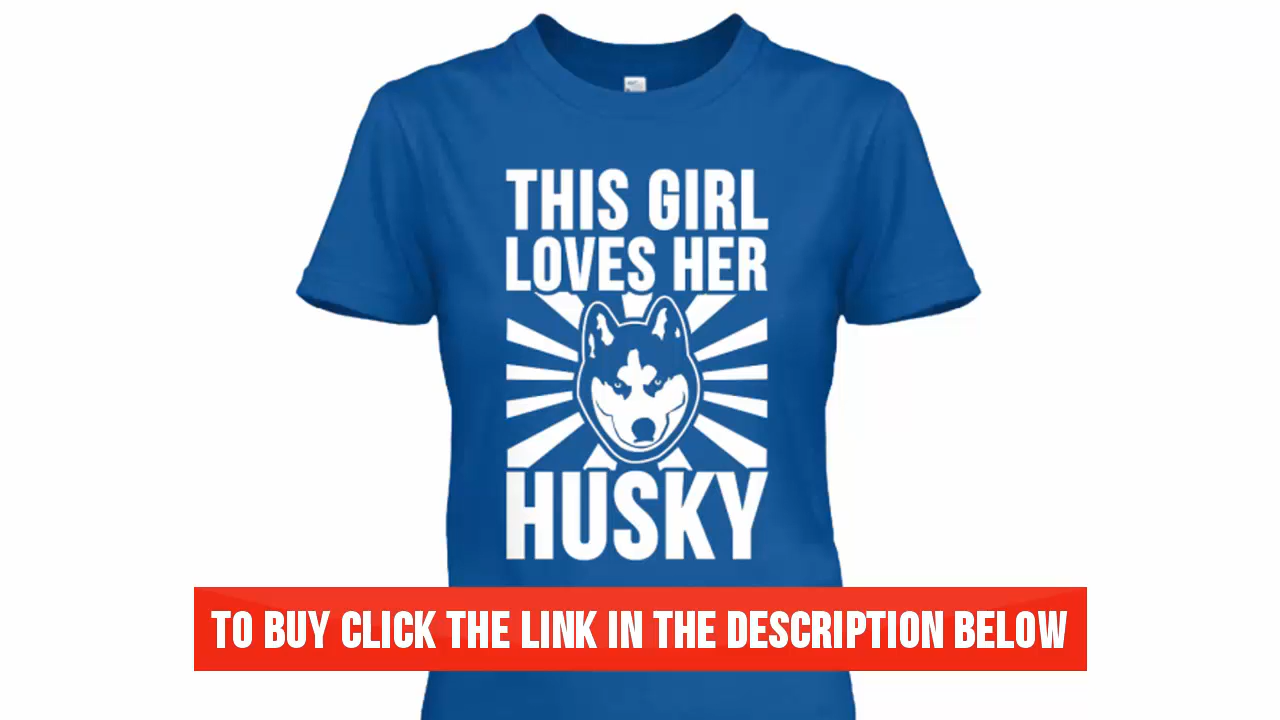 THIS GIRL
LOVES HER
HUSKY
TO BUY CLICK THE LINK IN THE DESCRIPTION BELOW